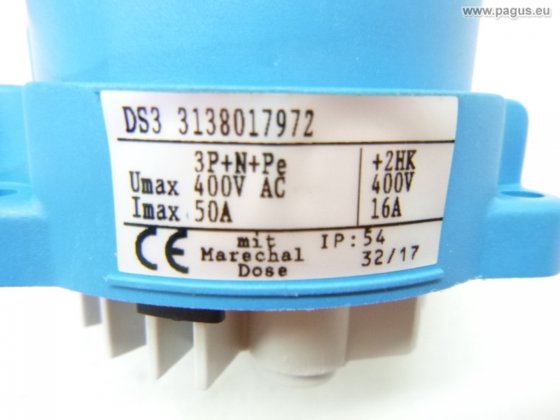 www.pagus.eu
DS3 3138017972
3P+N+Pe +2HK
Umax 400V AC 400V
Imax 50A 16A
CE mit IP:54
Marechal 32/17
Dose